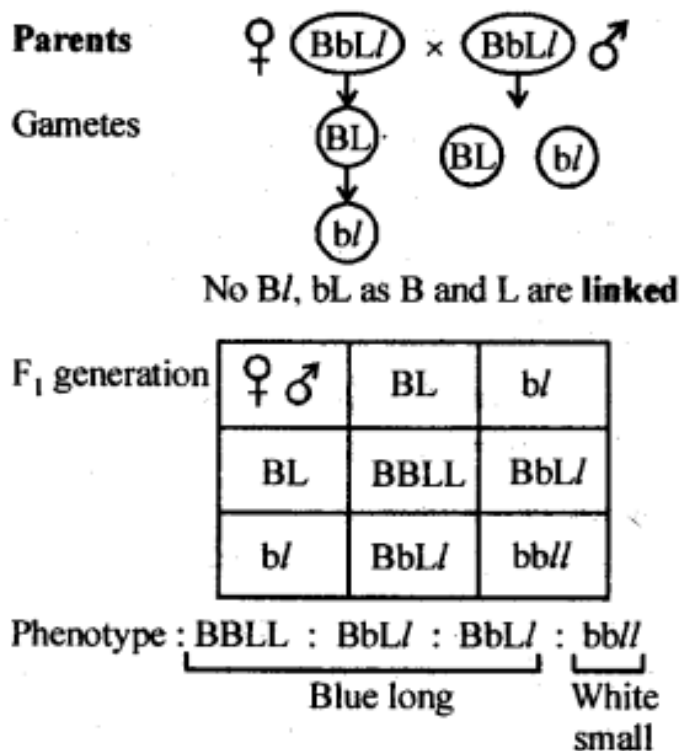 Parents ♀ BbLl × BbLl ♂
Gametes BL BL bl
bl
No Bl, bL as B and L are linked
F₁ generation ♀ ♂ BL bl
BL BBLL BbLl
bl BbLl bbll
Phenotype : BBLL : BbLl : BbLl : bbll
Blue long White
small